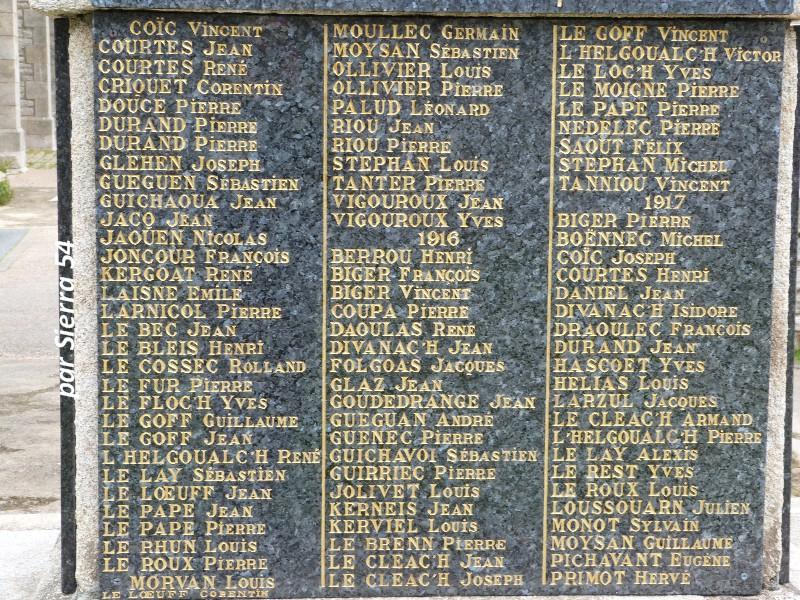 COÏC VINCENT
COURTES JEAN
COURTES RENÉ
CRIQUET CORENTIN
DOUCE PIERRE
DURAND PIERRE
DURAND PIERRE
GLEHEN JOSEPH
GUEGUEN SÉBASTIEN
GUICHAOUA JEAN
JACQ JEAN
JAOÜEN NICOLAS
JONCOUR FRANÇOIS
KERGOAT RENÉ
LAISNE EMILE
LARNICOL PIERRE
LE BEC JEAN
LE BLEIS HENRI
LE COSSEC ROLLAND
LE FUR PIERRE
LE FLOC'H YVES
LE GOFF GUILLAUME
LE GOFF JEAN
L'HELGOUALC'H RENÉ
LE LAY SÉBASTIEN
LE LŒUFF JEAN
LE PAPE JEAN
LE PAPE PIERRE
LE RHUN LOUIS
LE ROUX PIERRE
MORVAN LOUIS
LE LŒUFF CORENTIN
MOULLEC GERMAIN
MOYSAN SÉBASTIEN
OLLIVIER LOUIS
OLLIVIER PIERRE
PALUD LÉONARD
RIOU JEAN
RIOU PIERRE
STEPHAN LOUIS
TANTER PIERRE
VIGOUROUX JEAN
VIGOUROUX YVES
1916
BERROU HENRI
BIGER FRANÇOIS
BIGER VINCENT
COUPA PIERRE
DAOULAS RENÉ
DIVANAC'H JEAN
FOLGOAS JACQUES
GLAZ JEAN
GOUDEDRANGE JEAN
GUEGUAN ANDRÉ
GUENEC PIERRE
GUICHAVOI SÉBASTIEN
GUIRRIEC PIERRE
JOLIVET LOUIS
KERNEIS JEAN
KERVIEL LOUIS
LE BRENN PIERRE
LE CLEAC'H JEAN
LE CLEAC'H JOSEPH
LE GOFF VINCENT
L'HELGOUALC'H VICTOR
LE LOC'H YVES
LE MOIGNE PIERRE
LE PAPE PIERRE
NEDELEC PIERRE
SAOUT FÉLIX
STEPHAN MICHEL
TANNIOU VINCENT
1917
BIGER PIERRE
BOËNNEC MICHEL
COÏC JOSEPH
COURTES HENRI
DANIEL JEAN
DIVANAC'H ISIDORE
DRAOULEC FRANÇOIS
DURAND JEAN
HASCOET YVES
HELIAS LOUIS
LARZUL JACQUES
LE CLEAC'H ARMAND
L'HELGOUALC'H PIERRE
LE LAY ALEXIS
LE REST YVES
LE ROUX LOUIS
LOUSSOUARN JULIEN
MONOT SYLVAIN
MOYSAN GUILLAUME
PICHAVANT EUGÈNE
PRIMOT HERVÉ
par Sierra 54